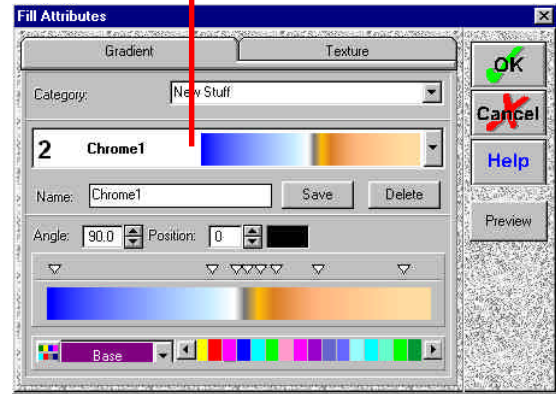 Fill Attributes
Gradient Texture
OK
Category: New Stuff
Cancel
2 Chrome1
Help
Name: Chrome1 Save Delete
Preview
Angle: 90.0 Position: 0
Base